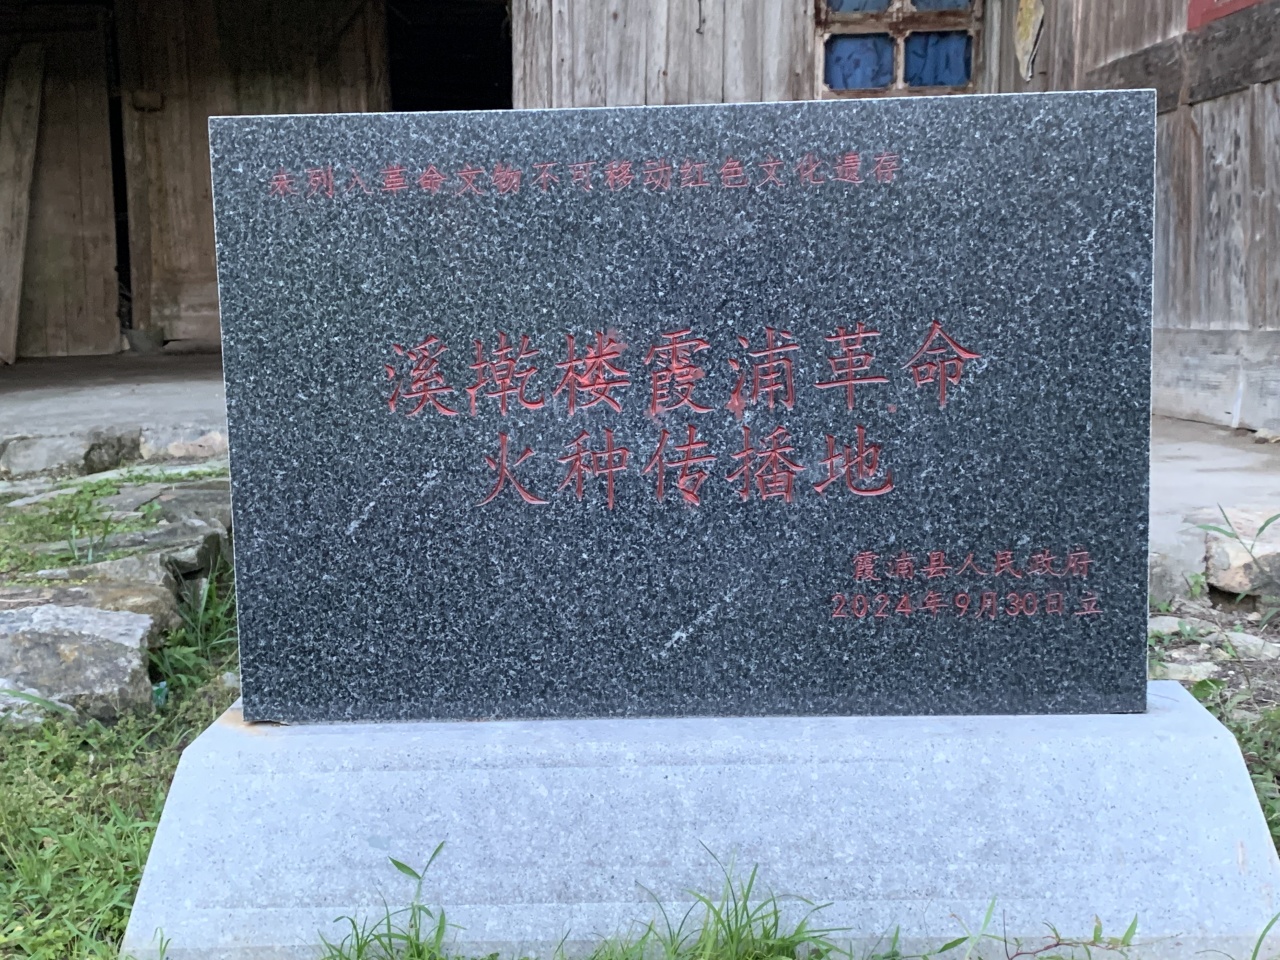 未列入革命文物不可移动红色文化遗存
溪墘楼霞浦革命
火种传播地
霞浦县人民政府
2024年9月30日立